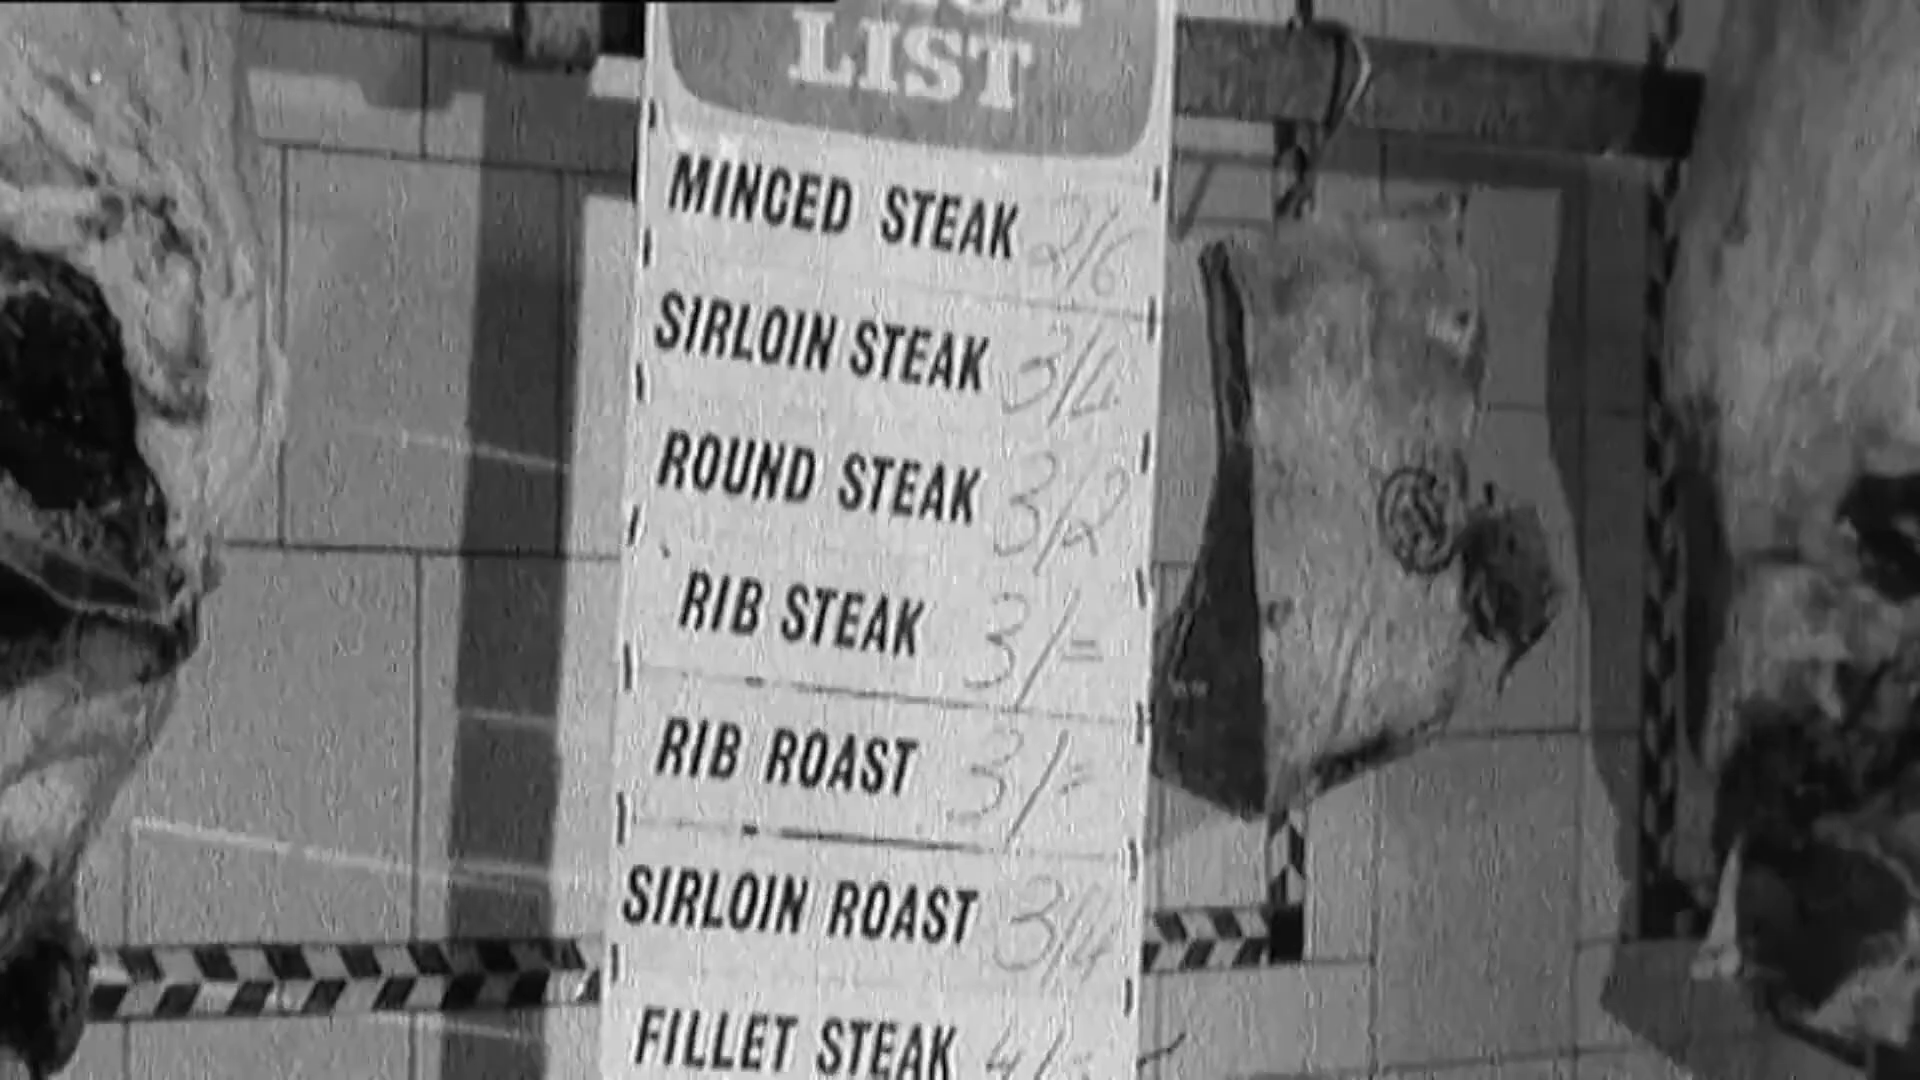 LIST
MINCED STEAK 2/6
SIRLOIN STEAK 3/4
ROUND STEAK 3/2
RIB STEAK 3/=
RIB ROAST 3/=
SIRLOIN ROAST 3/4
FILLET STEAK